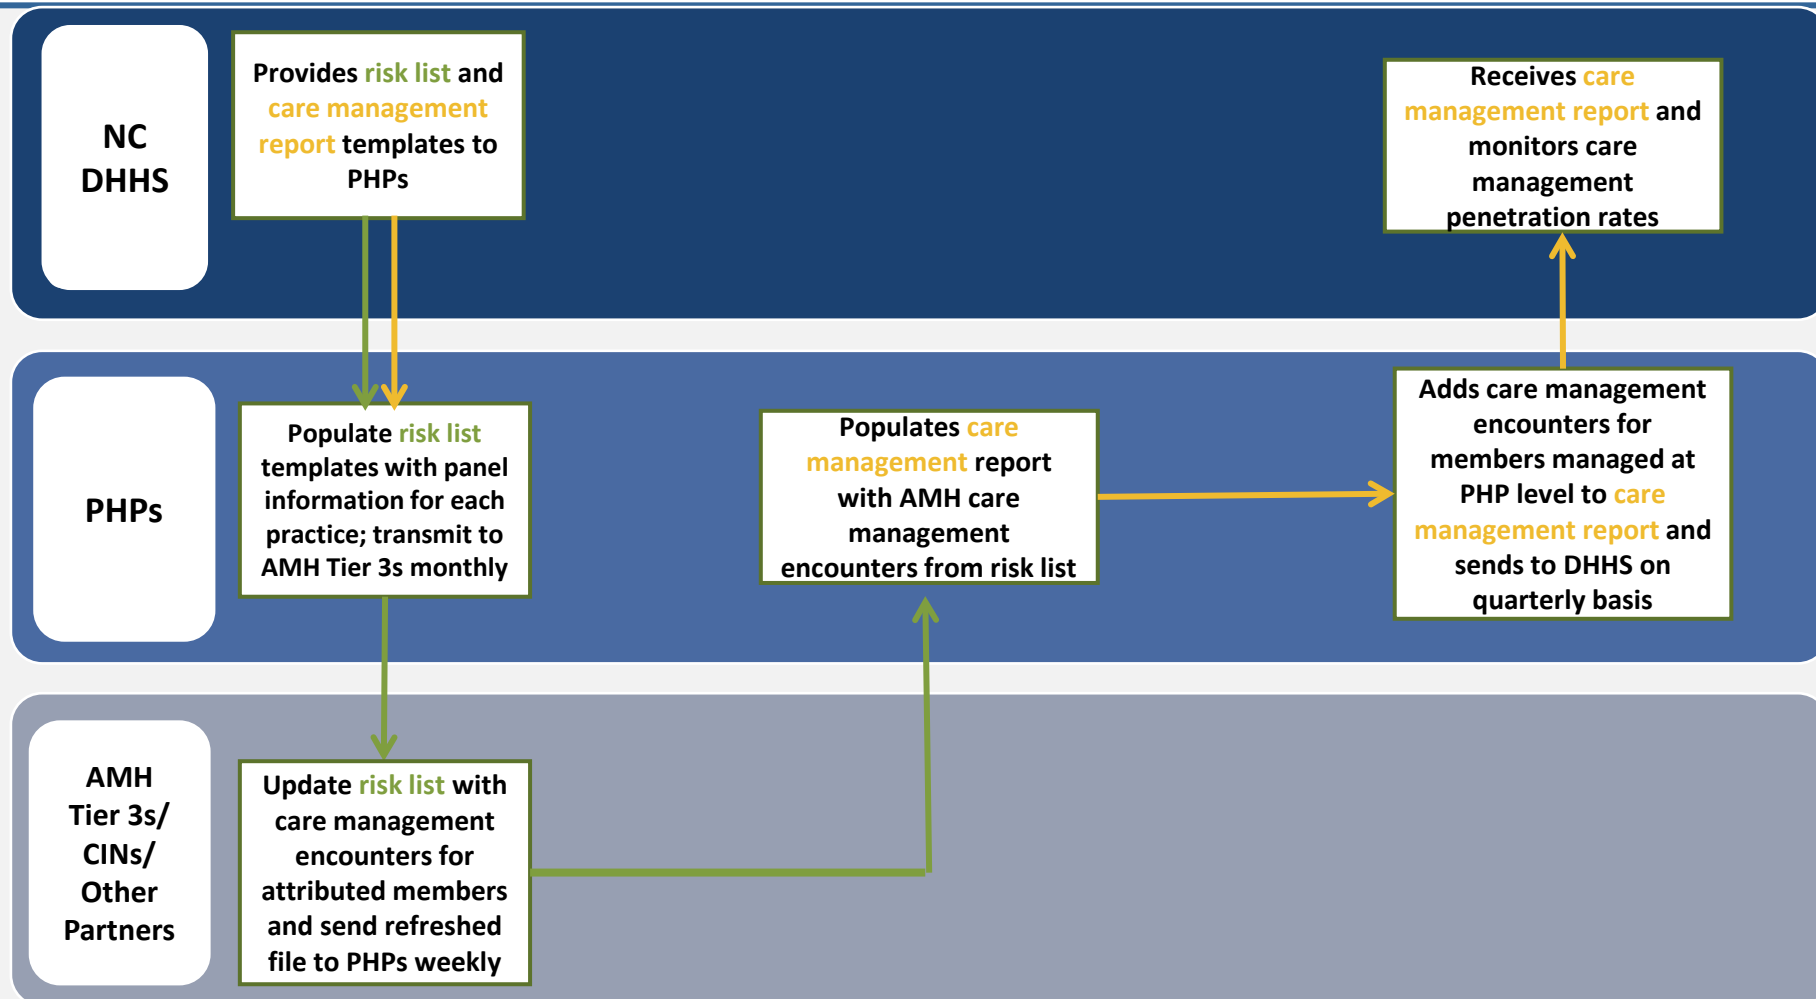 NC
DHHS
Provides risk list and
care management
report templates to
PHPs
Receives care
management report and
monitors care
management
penetration rates
PHPs
Populate risk list
templates with panel
information for each
practice; transmit to
AMH Tier 3s monthly
Populates care
management report
with AMH care
management
encounters from risk list
Adds care management
encounters for
members managed at
PHP level to care
management report and
sends to DHHS on
quarterly basis
AMH
Tier 3s/
CINs/
Other
Partners
Update risk list with
care management
encounters for
attributed members
and send refreshed
file to PHPs weekly